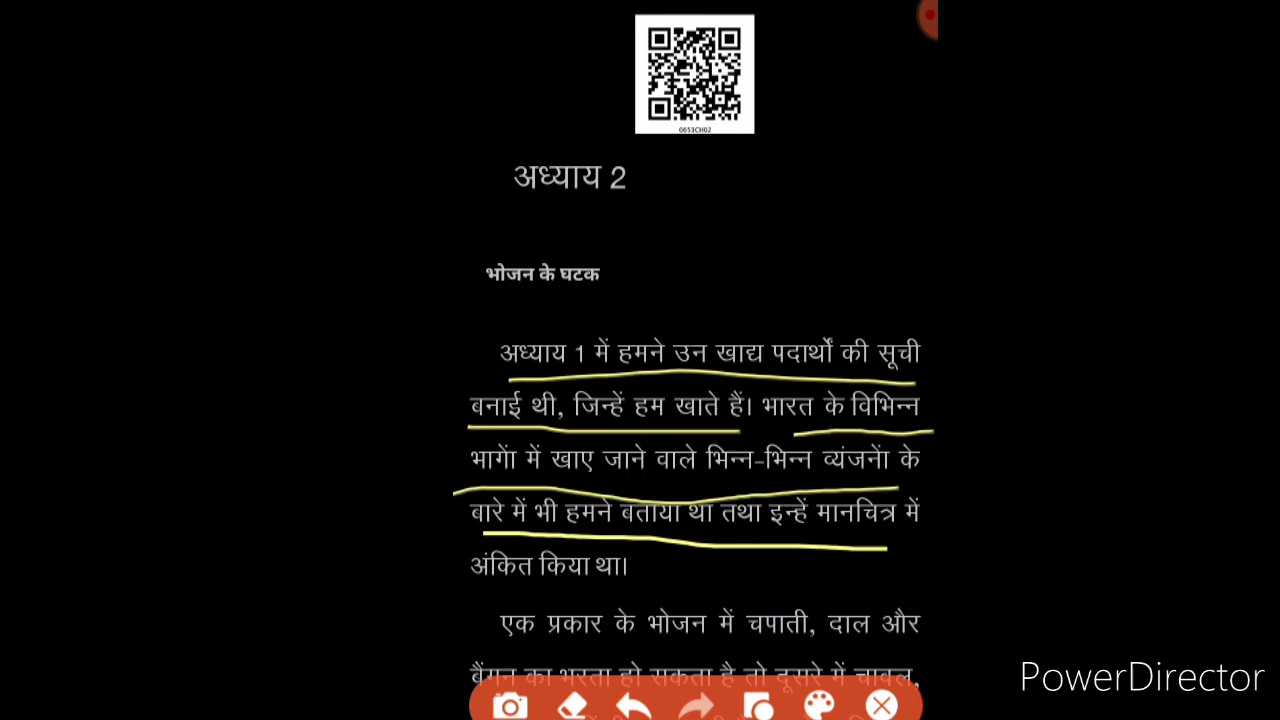 0653CH02
अध्याय 2
भोजन के घटक
अध्याय 1 में हमने उन खाद्य पदार्थों की सूची
बनाई थी, जिन्हें हम खाते हैं। भारत के विभिन्न
भागों में खाए जाने वाले भिन्न-भिन्न व्यंजनों के
बारे में भी हमने बताया था तथा इन्हें मानचित्र में
अंकित किया था।
एक प्रकार के भोजन में चपाती, दाल और
बैंगन का भरता हो सकता है तो दूसरे में चावल,
PowerDirector